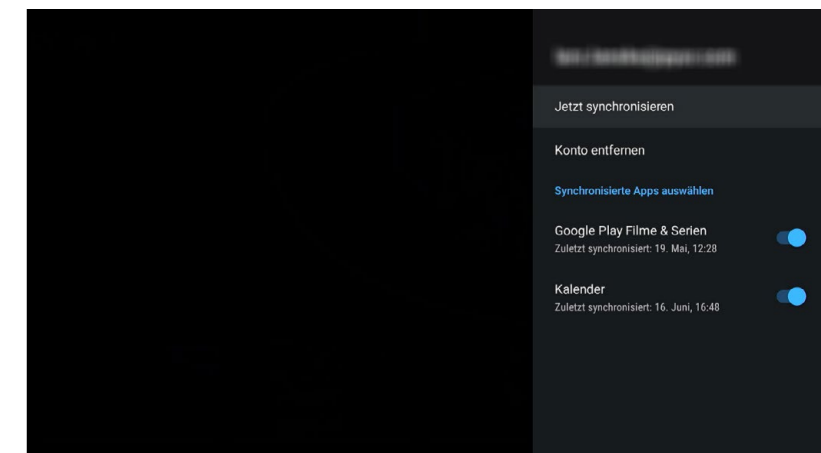 Jetzt synchronisieren
Konto entfernen
Synchronisierte Apps auswählen
Google Play Filme & Serien
Zuletzt synchronisiert: 19. Mai, 12:28
Kalender
Zuletzt synchronisiert: 16. Juni, 16:48